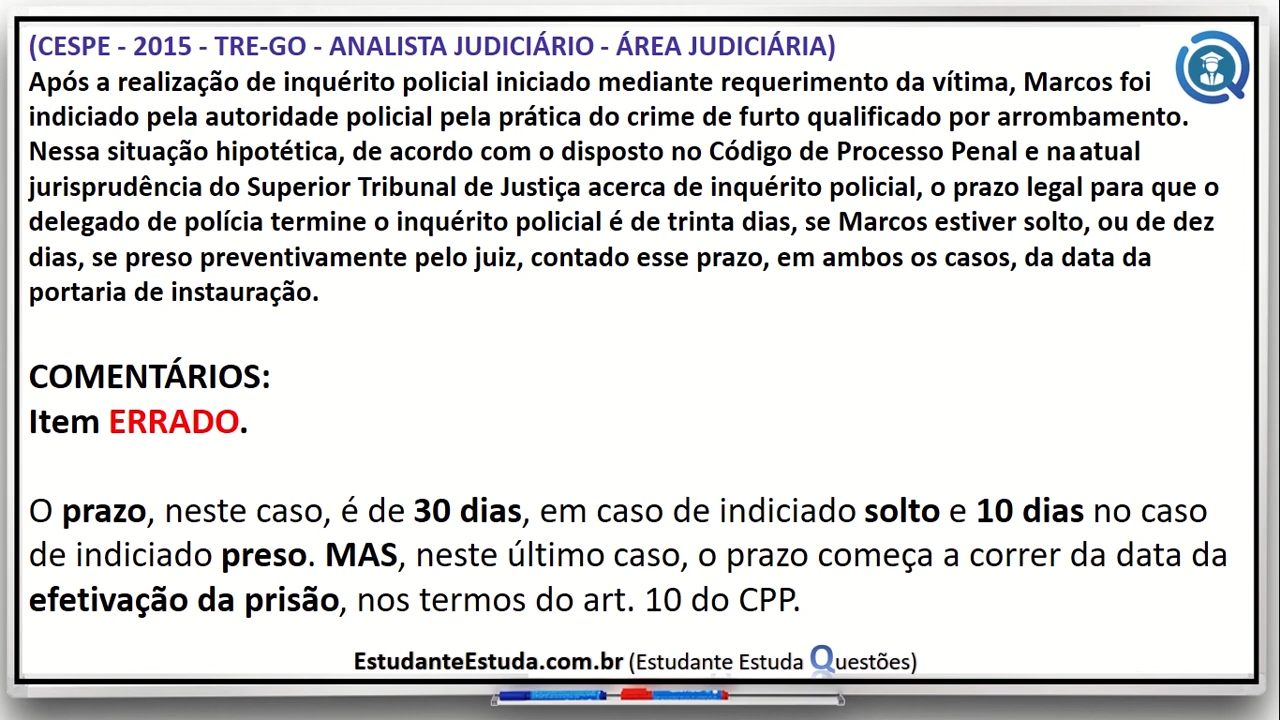 (CESPE - 2015 - TRE-GO - ANALISTA JUDICIÁRIO - ÁREA JUDICIÁRIA)
Após a realização de inquérito policial iniciado mediante requerimento da vítima, Marcos foi
indiciado pela autoridade policial pela prática do crime de furto qualificado por arrombamento.
Nessa situação hipotética, de acordo com o disposto no Código de Processo Penal e na atual
jurisprudência do Superior Tribunal de Justiça acerca de inquérito policial, o prazo legal para que o
delegado de polícia termine o inquérito policial é de trinta dias, se Marcos estiver solto, ou de dez
dias, se preso preventivamente pelo juiz, contado esse prazo, em ambos os casos, da data da
portaria de instauração.
COMENTÁRIOS:
Item ERRADO.
O prazo, neste caso, é de 30 dias, em caso de indiciado solto e 10 dias no caso
de indiciado preso. MAS, neste último caso, o prazo começa a correr da data da
efetivação da prisão, nos termos do art. 10 do CPP.
EstudanteEstuda.com.br (Estudante Estuda Questões)